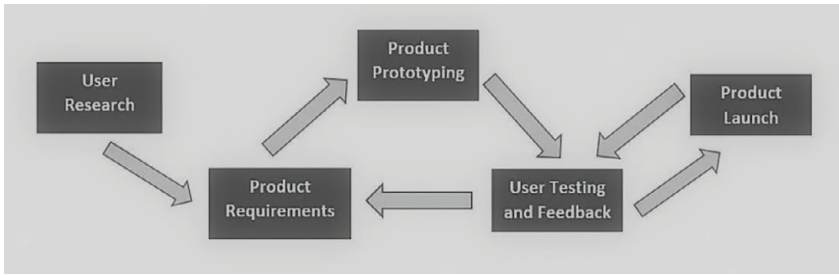 User
Research
Product
Requirements
Product
Prototyping
User Testing
and Feedback
Product
Launch